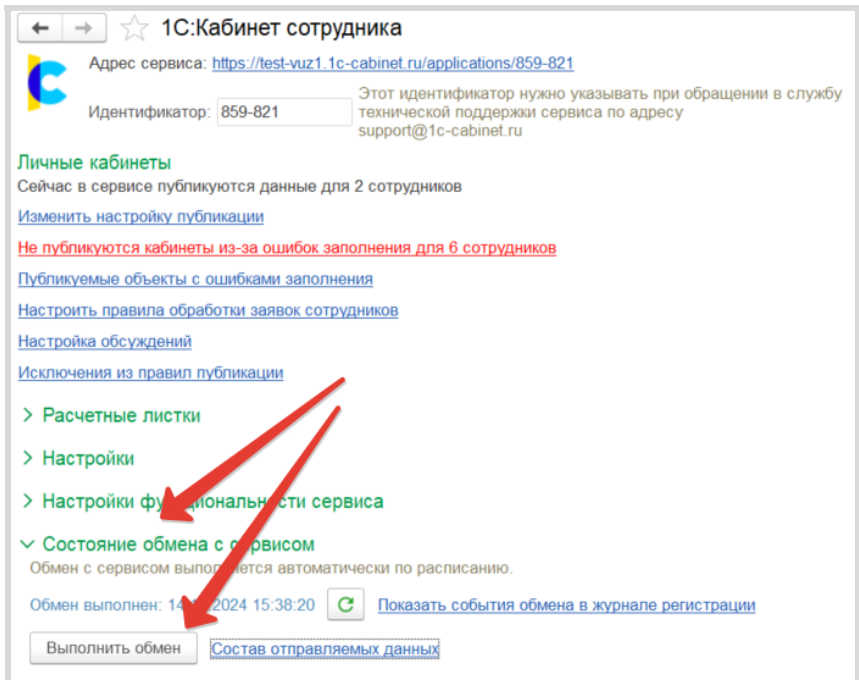 1С:Кабинет сотрудника
Адрес сервиса: https://test-vuz1.1c-cabinet.ru/applications/859-821
Идентификатор: 859-821
Этот идентификатор нужно указывать при обращении в службу
технической поддержки сервиса по адресу
support@1c-cabinet.ru
Личные кабинеты
Сейчас в сервисе публикуются данные для 2 сотрудников
Изменить настройку публикации
Не публикуются кабинеты из-за ошибок заполнения для 6 сотрудников
Публикуемые объекты с ошибками заполнения
Настроить правила обработки заявок сотрудников
Настройка обсуждений
Исключения из правил публикации
Расчетные листки
Настройки
Настройки функциональности сервиса
Состояние обмена с сервисом
Обмен с сервисом выполняется автоматически по расписанию.
Обмен выполнен: 2024 15:38:20 Показать события обмена в журнале регистрации
Выполнить обмен Состав отправляемых данных